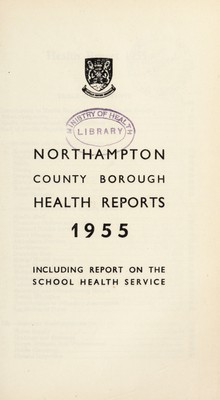 MINISTRY OF HEALTH
LIBRARY
NORTHAMPTON
COUNTY BOROUGH
HEALTH REPORTS
1955
INCLUDING REPORT ON THE
SCHOOL HEALTH SERVICE